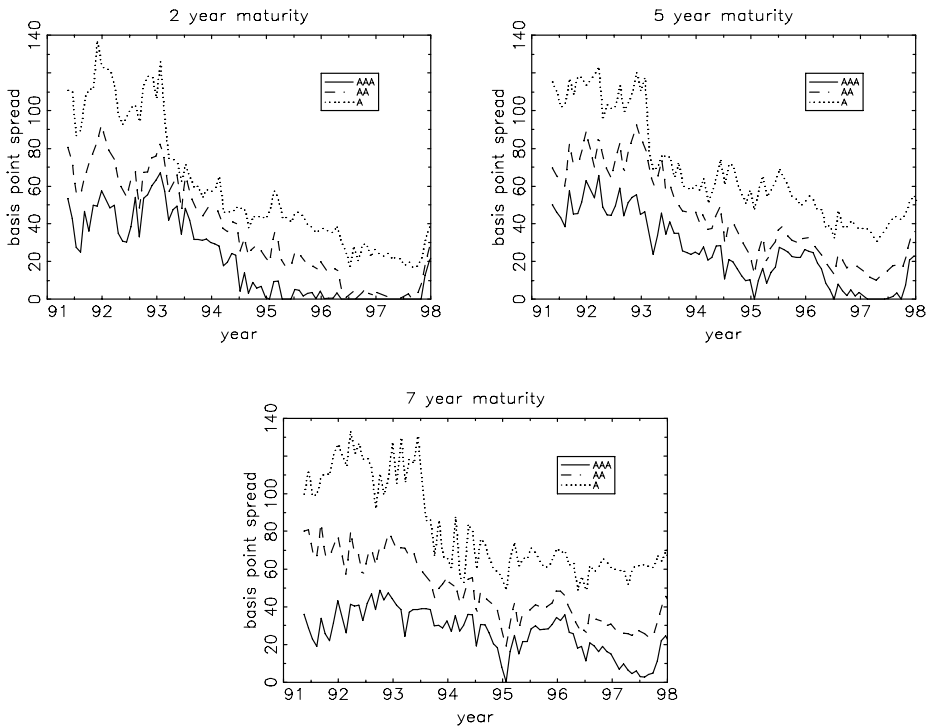 2 year maturity
basis point spread
0 20 40 60 80 100 120 140
AAA
AA
A
91 92 93 94 95 96 97 98
year
5 year maturity
basis point spread
0 20 40 60 80 100 120 140
AAA
AA
A
91 92 93 94 95 96 97 98
year
7 year maturity
basis point spread
0 20 40 60 80 100 120 140
AAA
AA
A
91 92 93 94 95 96 97 98
year